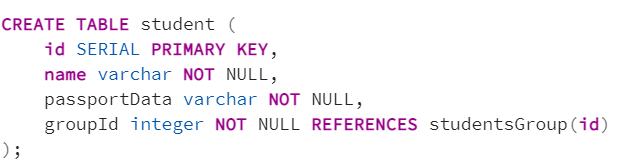 CREATE TABLE student (
    id SERIAL PRIMARY KEY,
    name varchar NOT NULL,
    passportData varchar NOT NULL,
    groupId integer NOT NULL REFERENCES studentsGroup(id)
);